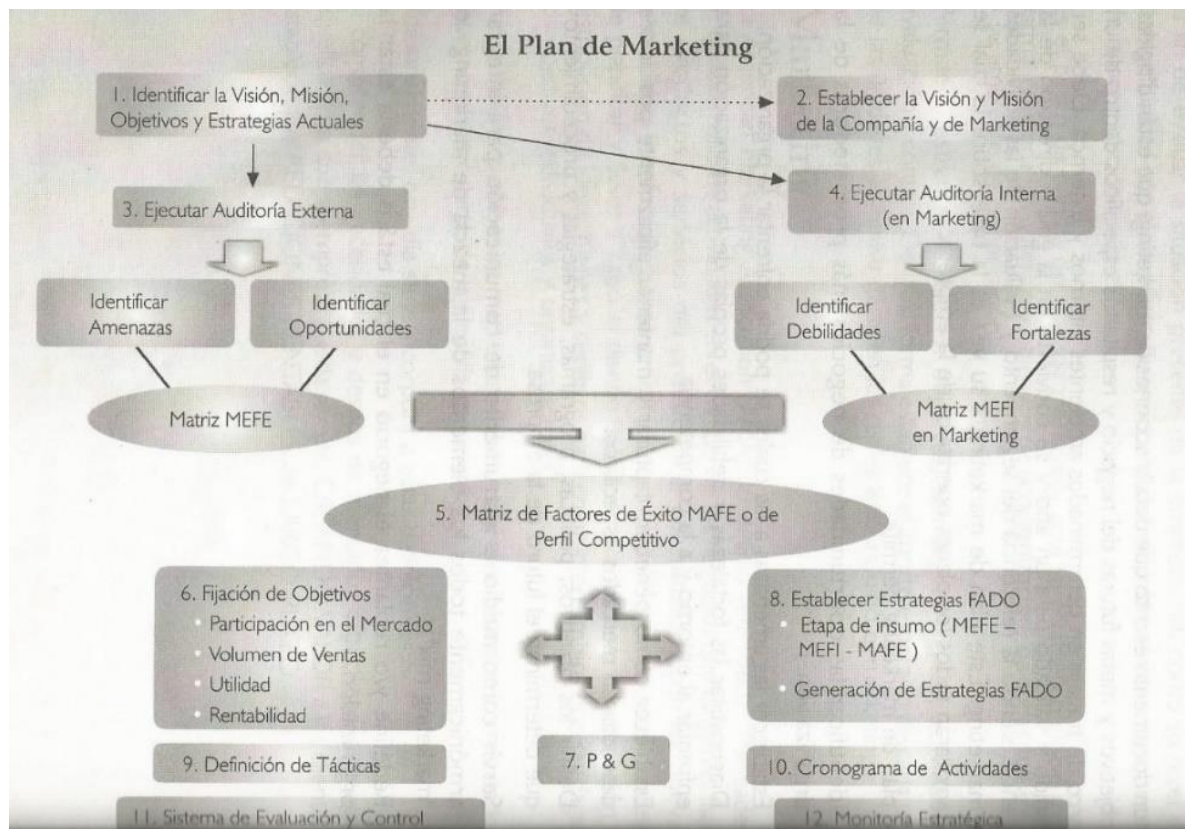 El Plan de Marketing
1. Identificar la Visión, Misión,
Objetivos y Estrategias Actuales
2. Establecer la Visión y Misión
de la Compañía y de Marketing
3. Ejecutar Auditoría Externa
4. Ejecutar Auditoría Interna
(en Marketing)
Identificar
Amenazas
Identificar
Oportunidades
Identificar
Debilidades
Identificar
Fortalezas
Matriz MEFE
Matriz MEFI
en Marketing
5. Matriz de Factores de Éxito MAFE o de
Perfil Competitivo
6. Fijación de Objetivos
• Participación en el Mercado
• Volumen de Ventas
• Utilidad
• Rentabilidad
7. P & G
8. Establecer Estrategias FADO
• Etapa de insumo ( MEFE –
MEFI - MAFE )
• Generación de Estrategias FADO
9. Definición de Tácticas
10. Cronograma de Actividades
11. Sistema de Evaluación y Control
12. Monitoría Estratégica